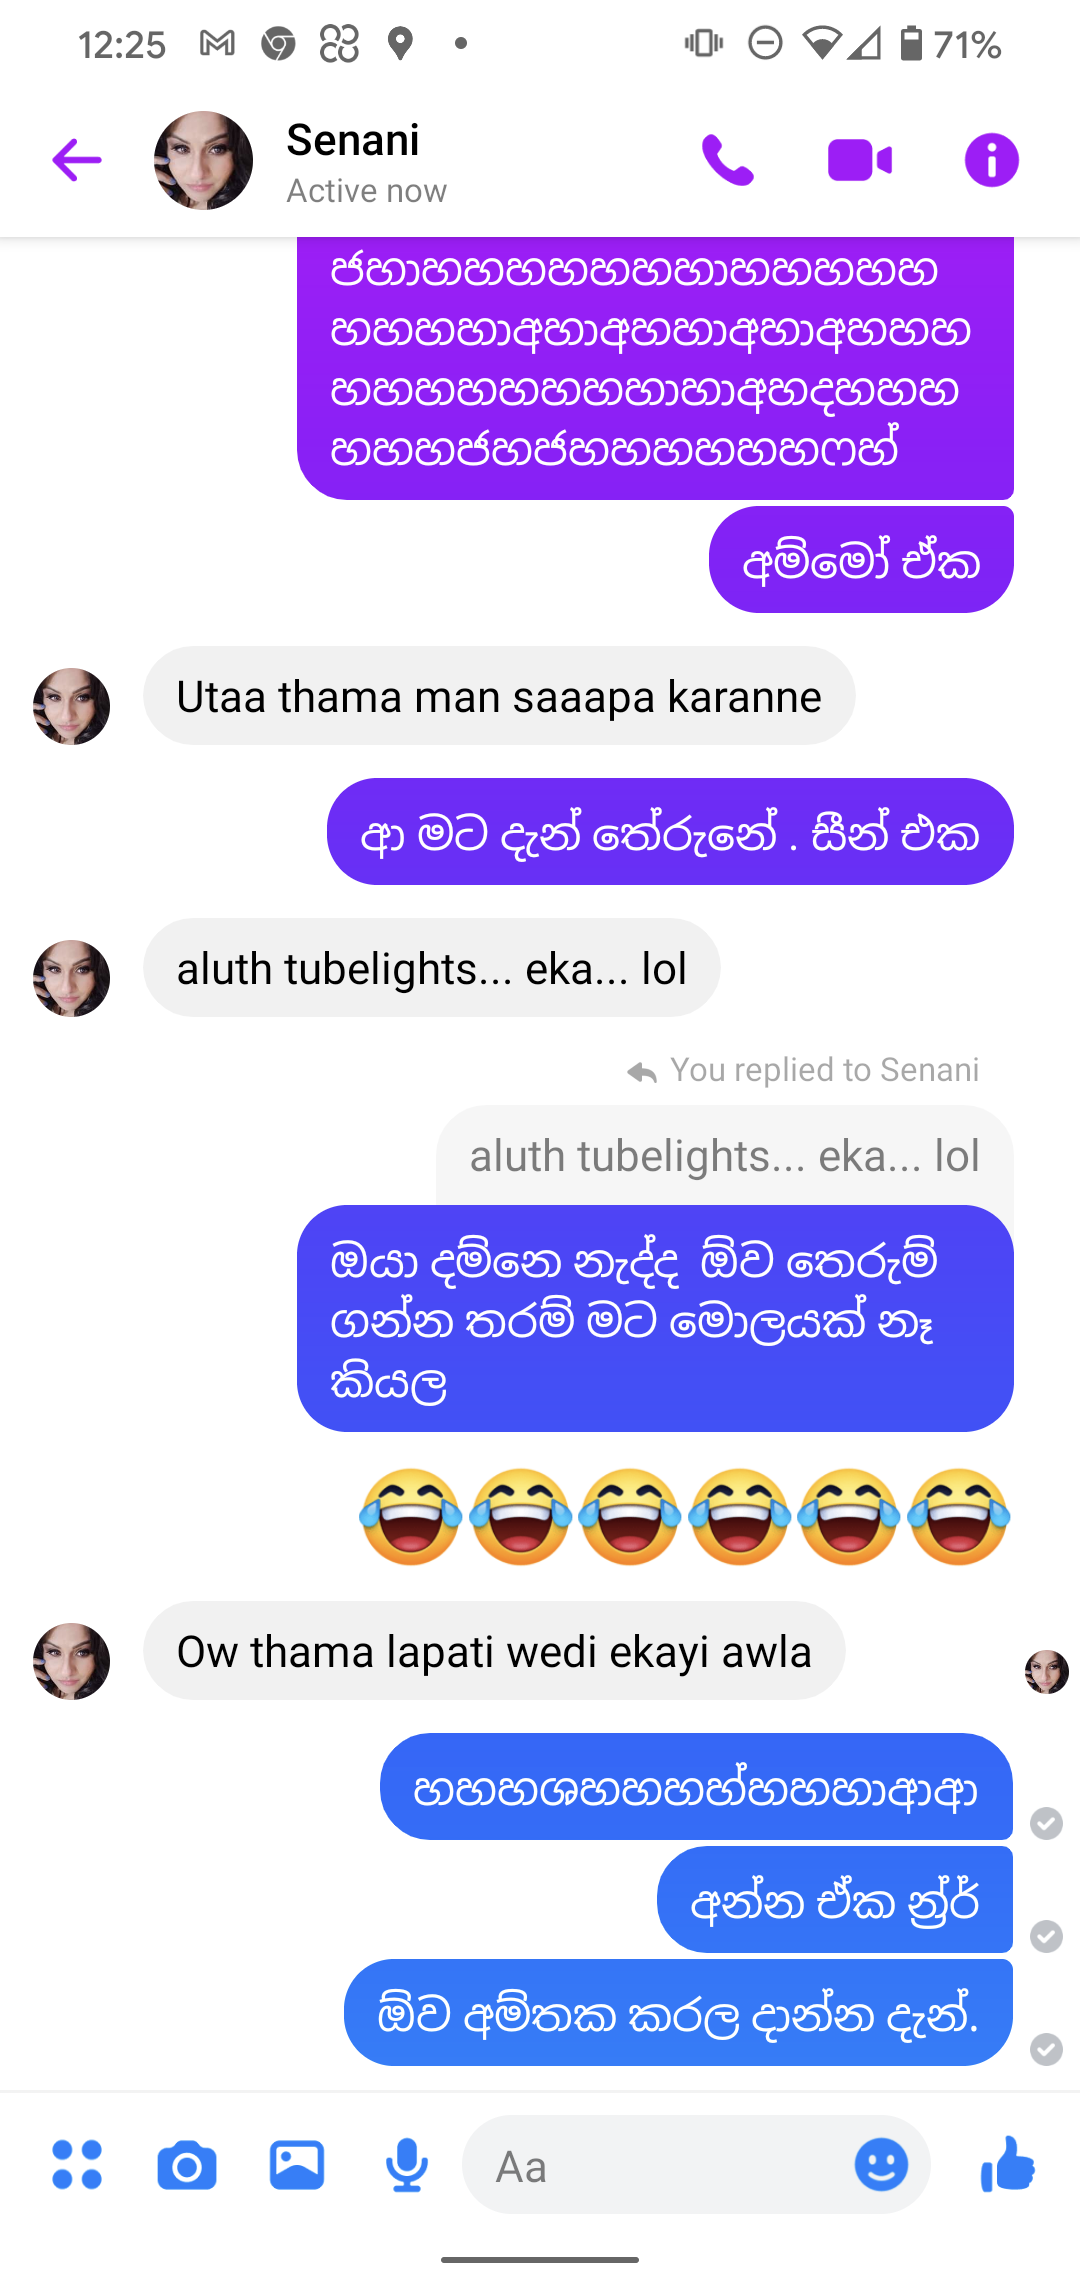 12:25
71%
Senani
Active now
ජහාහහහහහහහාහහහහහ
හහහහාඅහාඅහහාඅහාඅහහහ
හහහහහහහහාහාඅහදහහහ
හහහජහජහහහහහහෆහ්
අම්මෝ ඒක
Utaa thama man saaapa karanne
ආ මට දැන් තේරුනේ . සීන් එක
aluth tubelights... eka... lol
You replied to Senani
aluth tubelights... eka... lol
ඔයා දම්නෙ නැද්ද ඕව තෙරුම්
ගන්න තරම් මට මොලයක් නෑ
කියල
😂😂😂😂😂😂
Ow thama lapati wedi ekayi awla
හහහශහහහහ්හහහාආආ
අන්න ඒක න්‍ර්ර්
ඕව අම්තක කරල දාන්න දැන්.
Aa